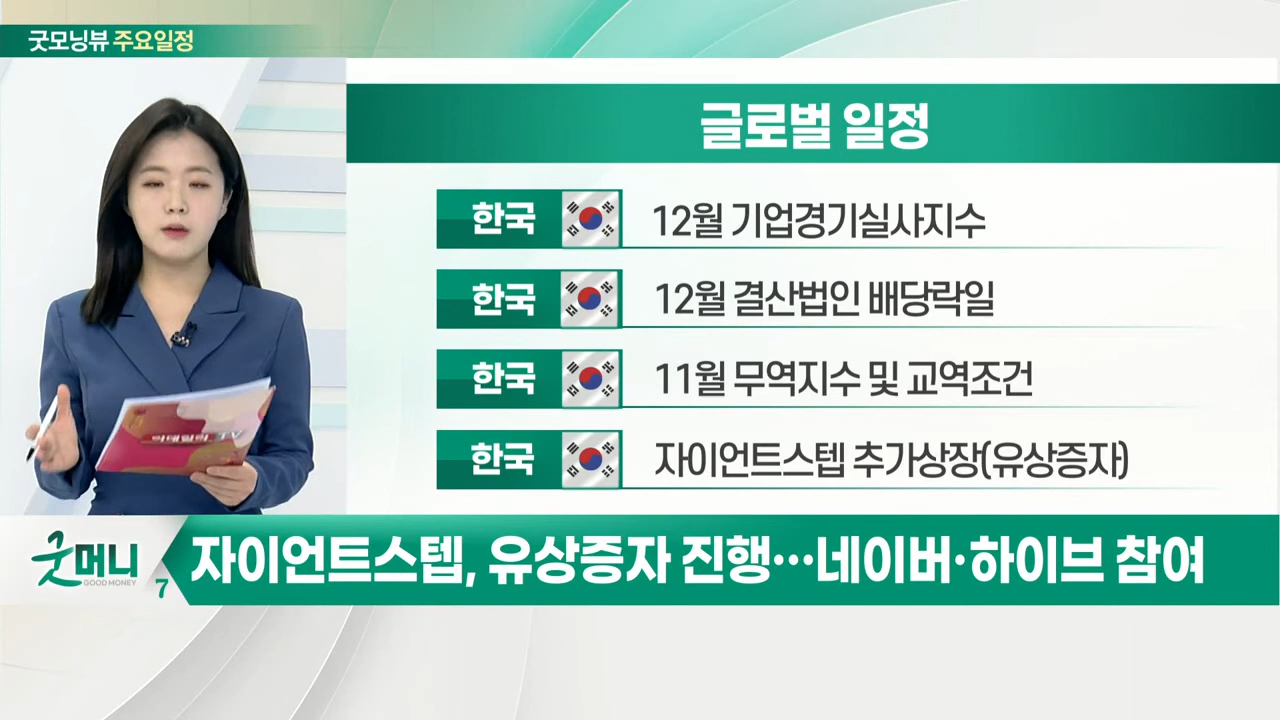 굿모닝뷰 주요일정
글로벌 일정
한국 12월 기업경기실사지수
한국 12월 결산법인 배당락일
한국 11월 무역지수 및 교역조건
한국 자이언트스텝 추가상장(유상증자)
이데일리 TV
굿머니
GOOD MONEY
7
자이언트스텝, 유상증자 진행…네이버·하이브 참여